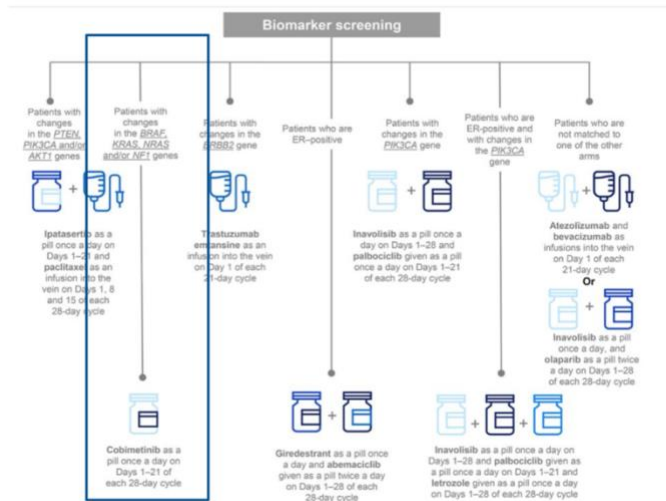 Biomarker screening
Patients with
changes
in the PTEN,
PIK3CA and/or
AKT1 genes
Ipatasertib as a
pill once a day on
Days 1–21 and
paclitaxel as an
infusion into the
vein on Days 1, 8
and 15 of each
28-day cycle
Patients with
changes
in the BRAF,
KRAS, NRAS
and/or NF1 genes
Cobimetinib as a
pill once a day on
Days 1–21 of
each 28-day cycle
Patients with
changes in the
ERBB2 gene
Trastuzumab
emtansine as an
infusion into the vein
on Day 1 of each
21-day cycle
Patients who are
ER–positive
Giredestrant as a pill once
a day and abemaciclib
given as a pill twice a day
on Days 1–28 of each
28-day cycle
Patients with
changes in the
PIK3CA gene
Inavolisib as a pill once a
day on Days 1–28 and
palbociclib given as a pill
once a day on Days 1–21
of each 28-day cycle
Patients who are
ER-positive and
with changes in
the PIK3CA
gene
Inavolisib as a pill once a day on
Days 1–28 and palbociclib given as
a pill once a day on Days 1–21 and
letrozole given as a pill once a day
on Days 1–28 of each 28-day cycle
Patients who are
not matched to
one of the other
arms
Atezolizumab and
bevacizumab as
infusions into the vein
on Day 1 of each
21-day cycle
Or
Inavolisib as a pill
once a day, and
olaparib as a pill twice
a day on Days 1–28
of each 28-day cycle